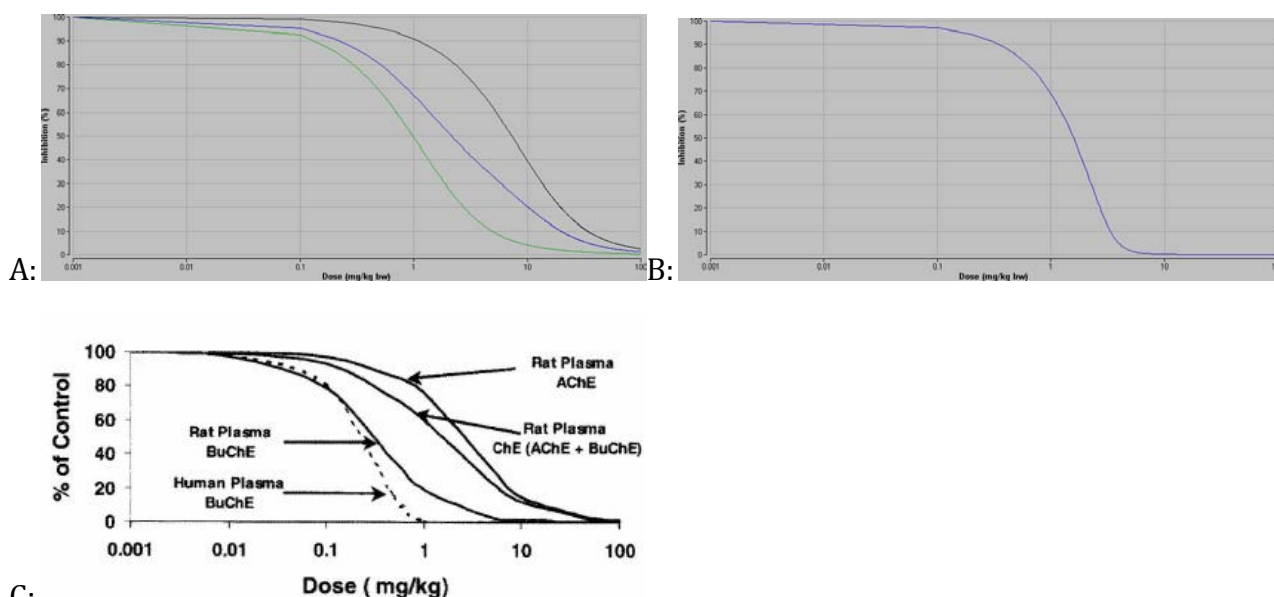 100
90
80
70
60
50
40
30
20
10
0
Inhibition (%)
0.001
0.01
0.1
1
10
100
Dose (mg/kg bw)
A:
100
90
80
70
60
50
40
30
20
10
0
Inhibition (%)
0.001
0.01
0.1
1
10
Dose (mg/kg bw)
B:
100
80
60
40
20
0
% of Control
Rat Plasma
AChE
Rat Plasma
ChE (AChE + BuChE)
Rat Plasma
BuChE
Human Plasma
BuChE
0.001
0.01
0.1
1
10
100
Dose ( mg/kg)
C: